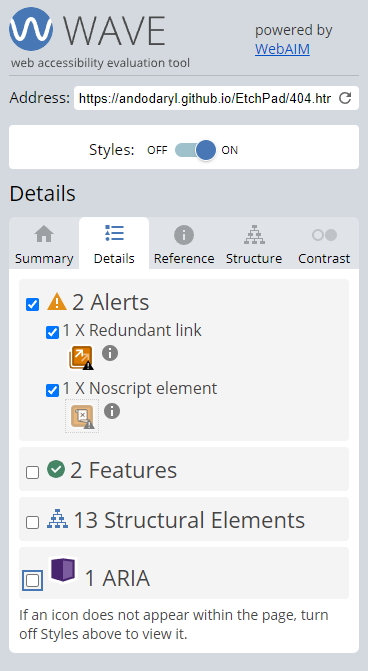 WAVE
web accessibility evaluation tool
powered by
WebAIM
Address: https://andodaryl.github.io/EtchPad/404.htm
Styles: OFF ON
Details
Summary Details Reference Structure Contrast
2 Alerts
1 X Redundant link
1 X Noscript element
2 Features
13 Structural Elements
1 ARIA
If an icon does not appear within the page, turn
off Styles above to view it.